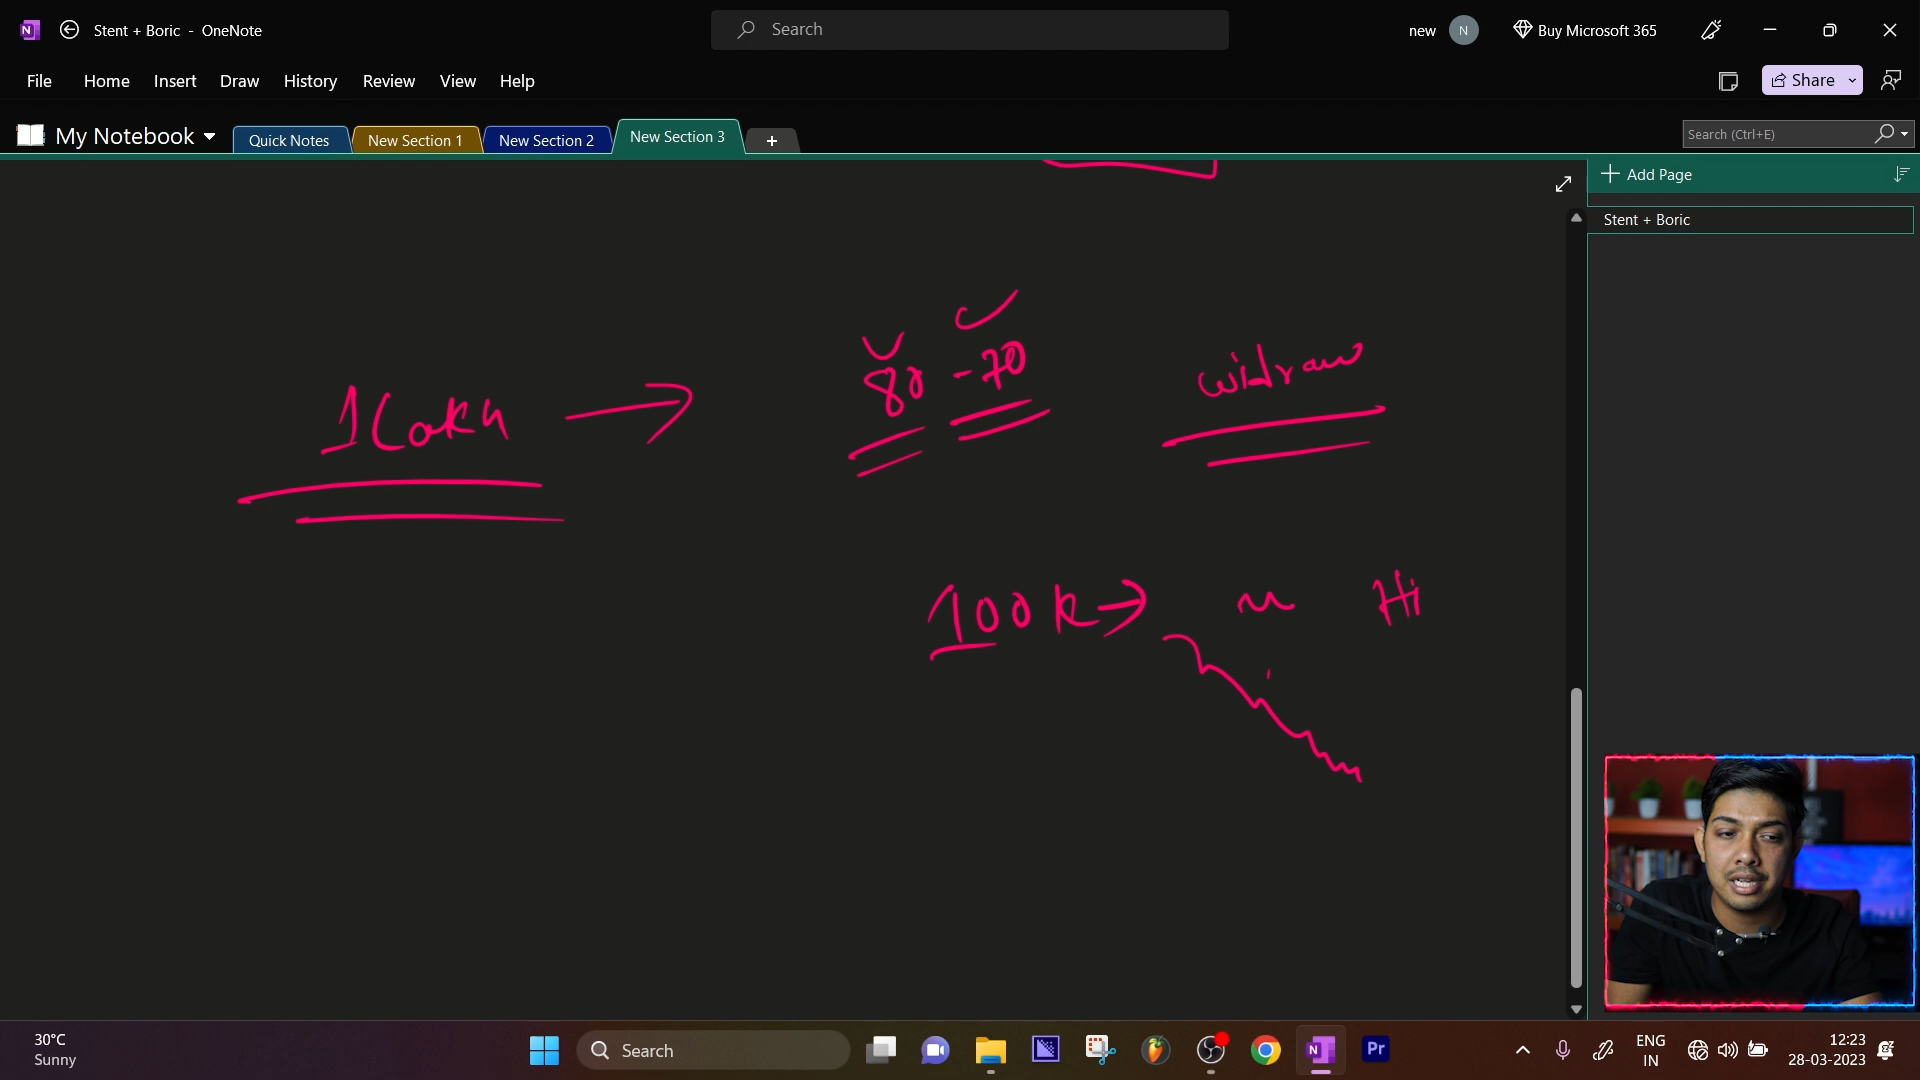 Stent + Boric - OneNote
Search
new
N
Buy Microsoft 365
File Home Insert Draw History Review View Help
Share
My Notebook
Quick Notes
New Section 1
New Section 2
New Section 3
+
Search (Ctrl+E)
Add Page
Stent + Boric
1 Lakh → 80 - 70 widraw
100k → Hi
30°C
Sunny
Search
Pr
ENG
IN
12:23
28-03-2023